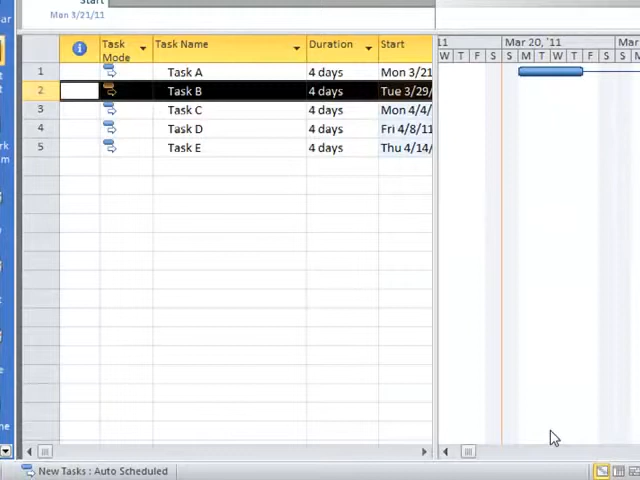 Start
Mon 3/21/11
Task Mode Task Name Duration Start
11 Mar 20, '11 Mar
W T F S S M T W T F S S M
1 Task A 4 days Mon 3/21
2 Task B 4 days Tue 3/29/
3 Task C 4 days Mon 4/4/
4 Task D 4 days Fri 4/8/11
5 Task E 4 days Thu 4/14/
New Tasks : Auto Scheduled